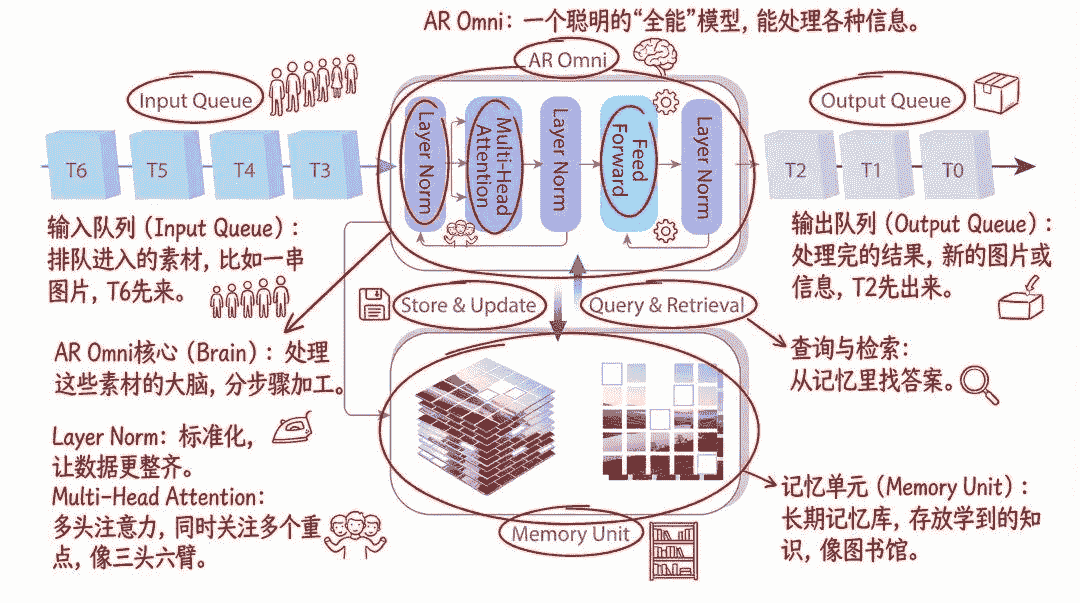 AR Omni：一个聪明的“全能”模型，能处理各种信息。
AR Omni
Input Queue
Output Queue
Layer Norm
Multi-Head Attention
Layer Norm
Feed Forward
Layer Norm
T6
T5
T4
T3
T2
T1
T0
输入队列（Input Queue）：
排队进入的素材，比如一串
图片，T6先来。
输出队列（Output Queue）：
处理完的结果，新的图片或
信息，T2先出来。
Store & Update
Query & Retrieval
AR Omni核心（Brain）：处理
这些素材的大脑，分步骤加工。
查询与检索：
从记忆里找答案。
Layer Norm：标准化，
让数据更整齐。
Multi-Head Attention：
多头注意力，同时关注多个重
点，像三头六臂。
Memory Unit
记忆单元（Memory Unit）：
长期记忆库，存放学到的知
识，像图书馆。